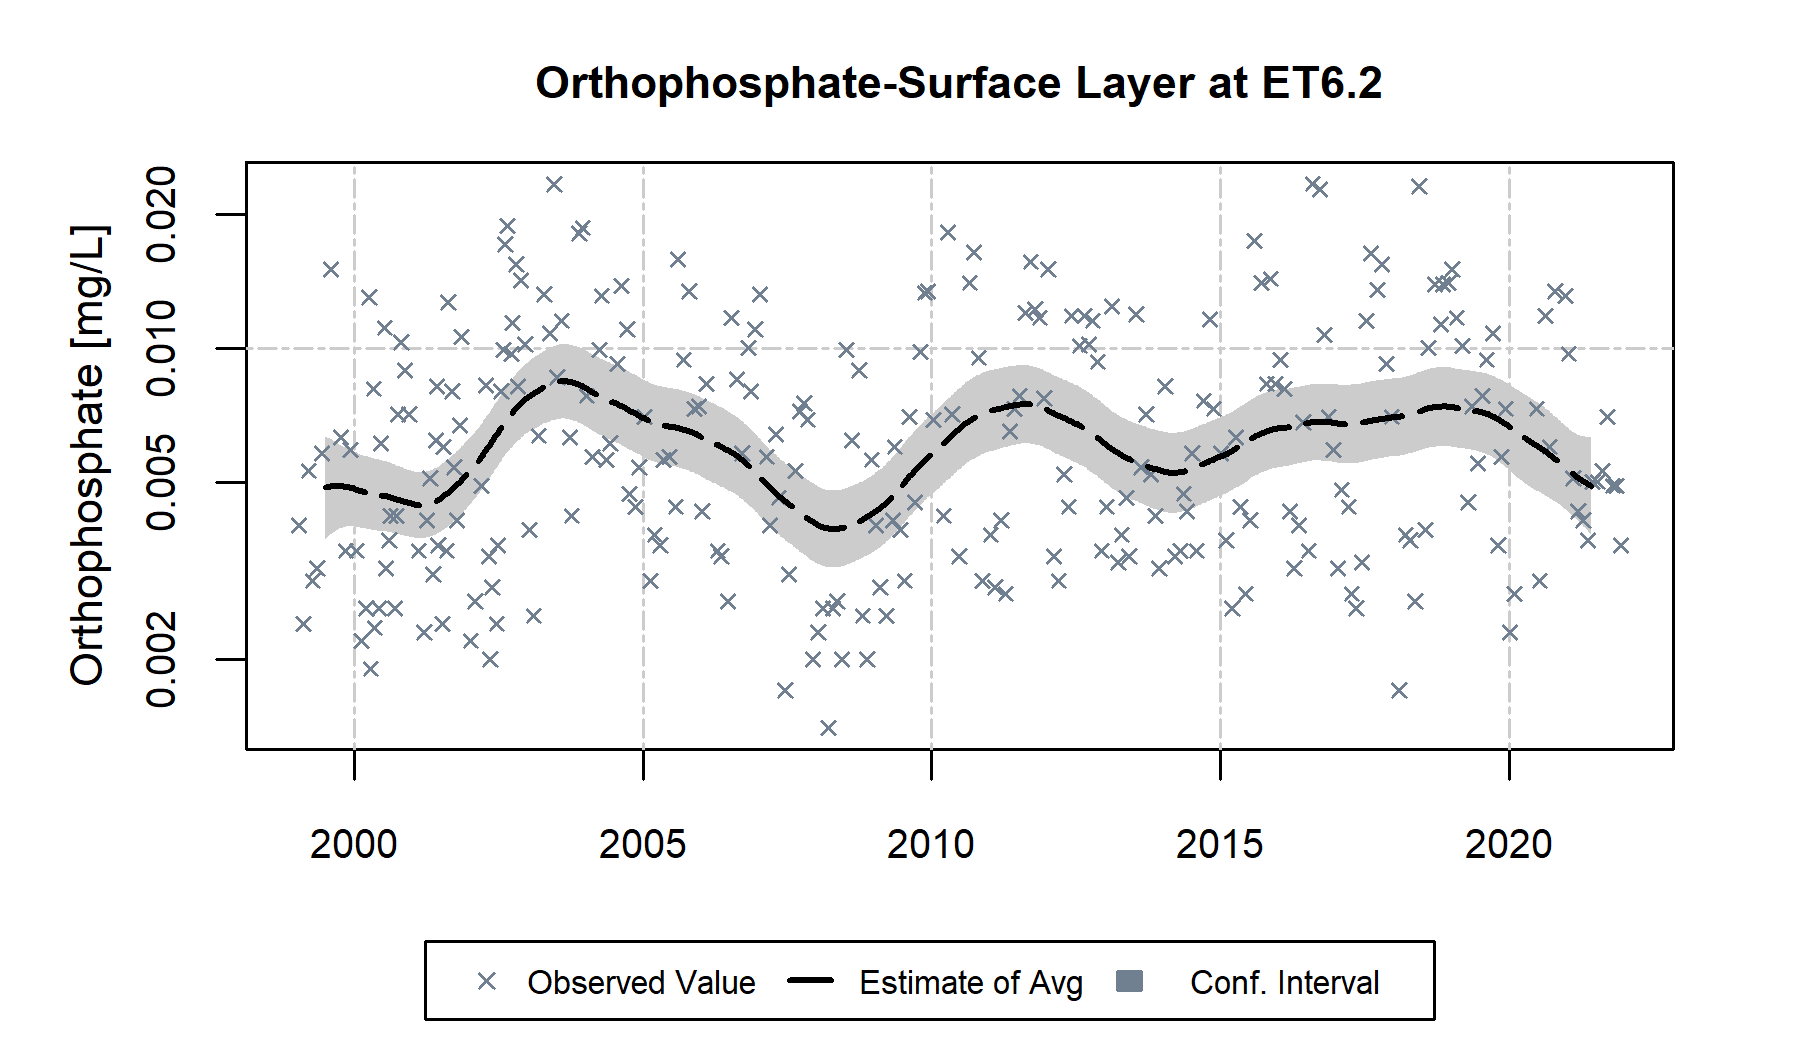 Orthophosphate-Surface Layer at ET6.2
Orthophosphate [mg/L]
0.020
0.010
0.005
0.002
2000 2005 2010 2015 2020
Observed Value Estimate of Avg Conf. Interval